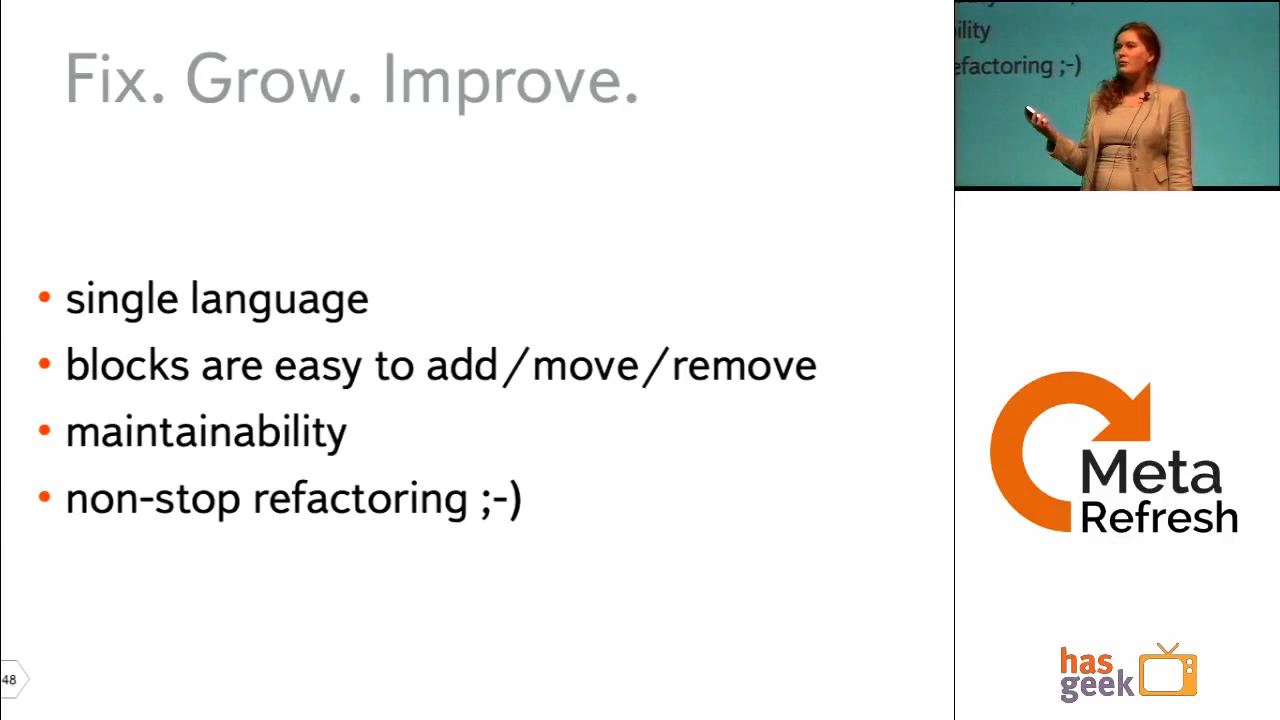 Fix. Grow. Improve.
• single language
• blocks are easy to add/move/remove
• maintainability
• non-stop refactoring ;-)
48
ility
efactoring ;-)
Meta
Refresh
has
geek